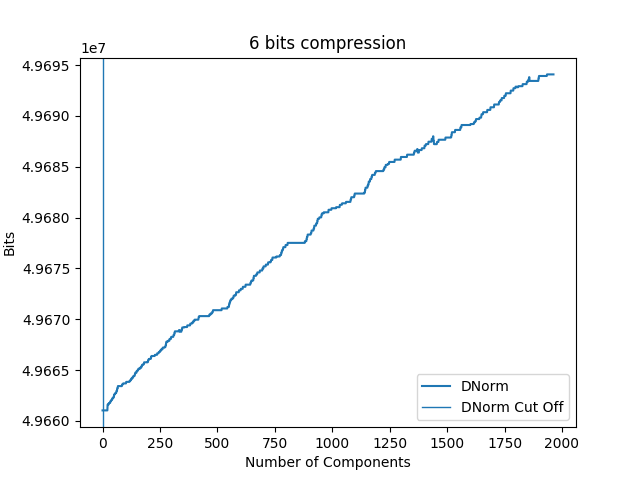 6 bits compression
1e7
4.9695
4.9690
4.9685
4.9680
4.9675
4.9670
4.9665
4.9660
Bits
0 250 500 750 1000 1250 1500 1750 2000
Number of Components
DNorm
DNorm Cut Off